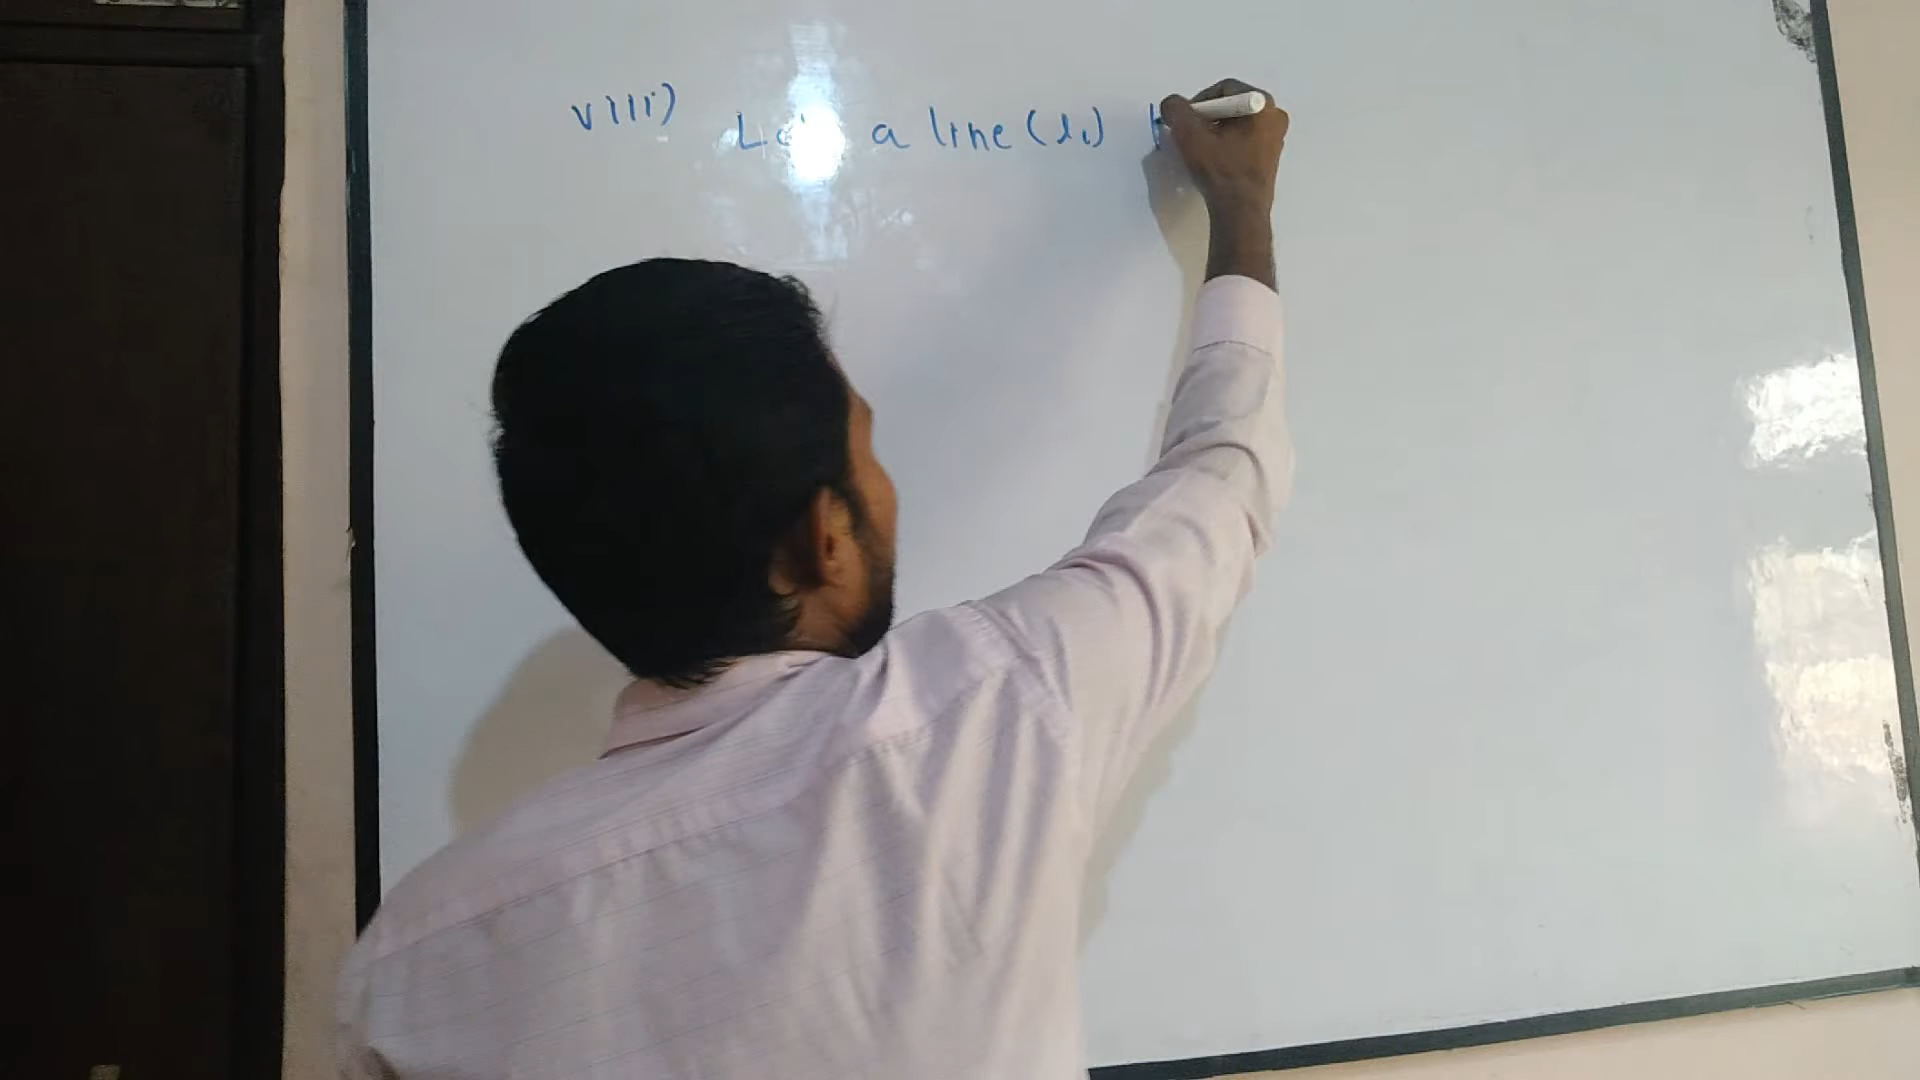 viii) Let a line (l₁)